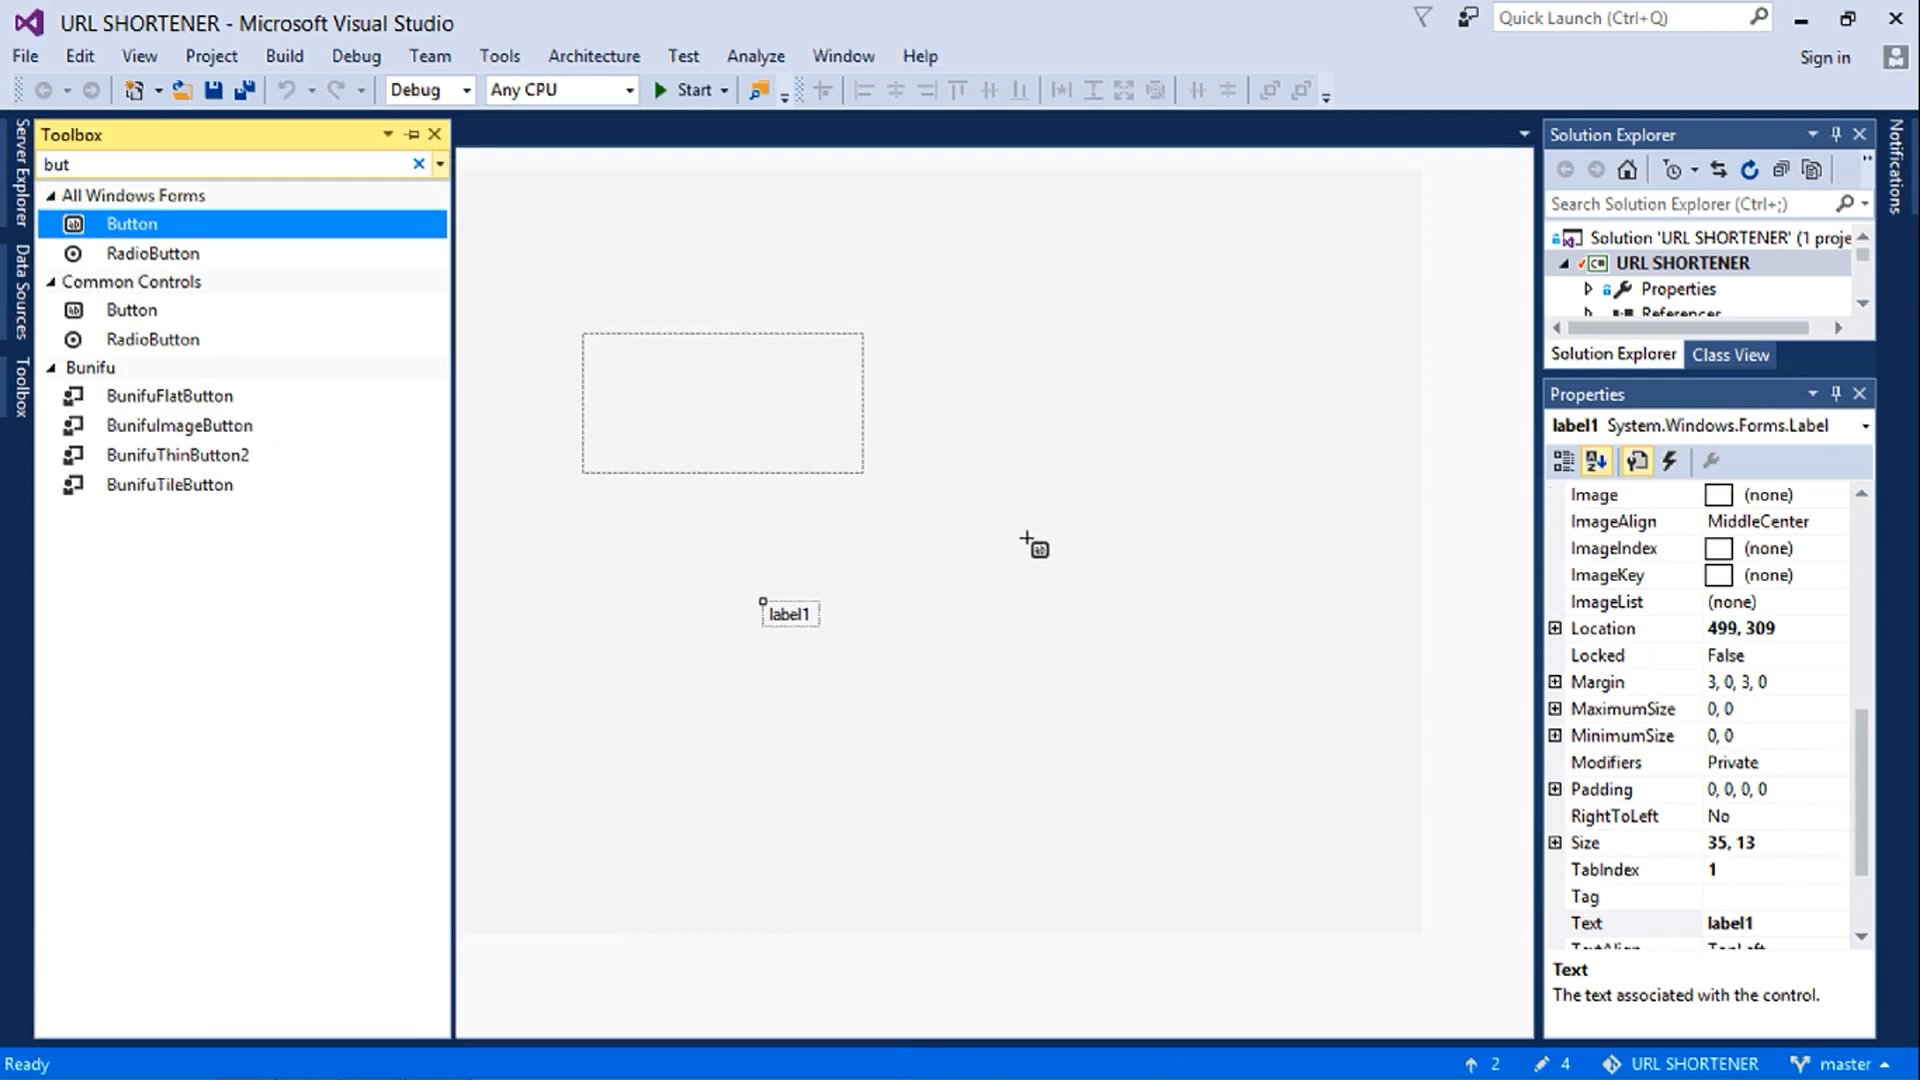 URL SHORTENER - Microsoft Visual Studio
Quick Launch (Ctrl+Q)
File Edit View Project Build Debug Team Tools Architecture Test Analyze Window Help
Sign in
Debug Any CPU Start
Server Explorer
Data Sources
Toolbox
Toolbox
but
All Windows Forms
Button
RadioButton
Common Controls
Button
RadioButton
Bunifu
BunifuFlatButton
BunifuImageButton
BunifuThinButton2
BunifuTileButton
label1
Solution Explorer
Search Solution Explorer (Ctrl+;)
Solution 'URL SHORTENER' (1 proje
URL SHORTENER
Properties
References
Solution Explorer Class View
Notifications
Properties
label1 System.Windows.Forms.Label
Image (none)
ImageAlign MiddleCenter
ImageIndex (none)
ImageKey (none)
ImageList (none)
Location 499, 309
Locked False
Margin 3, 0, 3, 0
MaximumSize 0, 0
MinimumSize 0, 0
Modifiers Private
Padding 0, 0, 0, 0
RightToLeft No
Size 35, 13
TabIndex 1
Tag
Text label1
TextAlign TopLeft
Text
The text associated with the control.
Ready
2 4 URL SHORTENER master